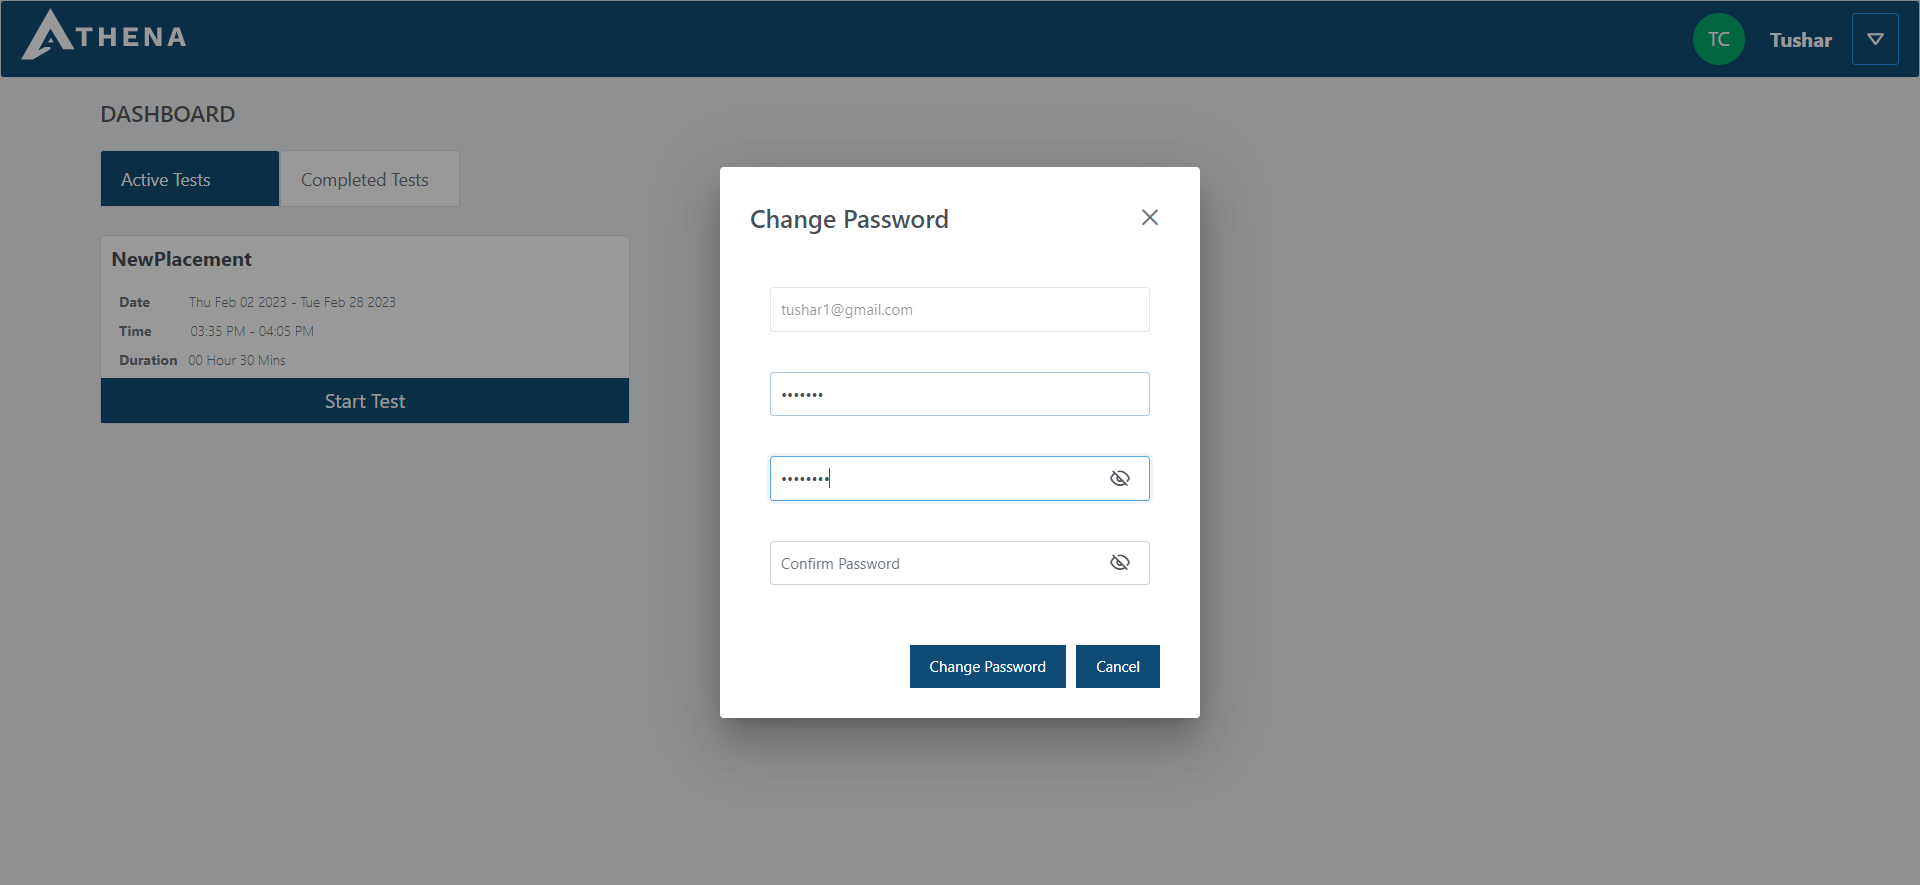 ATHENA
TC
Tushar
DASHBOARD
Active Tests
Completed Tests
NewPlacement
Date Thu Feb 02 2023 - Tue Feb 28 2023
Time 03:35 PM - 04:05 PM
Duration 00 Hour 30 Mins
Start Test
Change Password
tushar1@gmail.com
•••••••
••••••••
Confirm Password
Change Password
Cancel